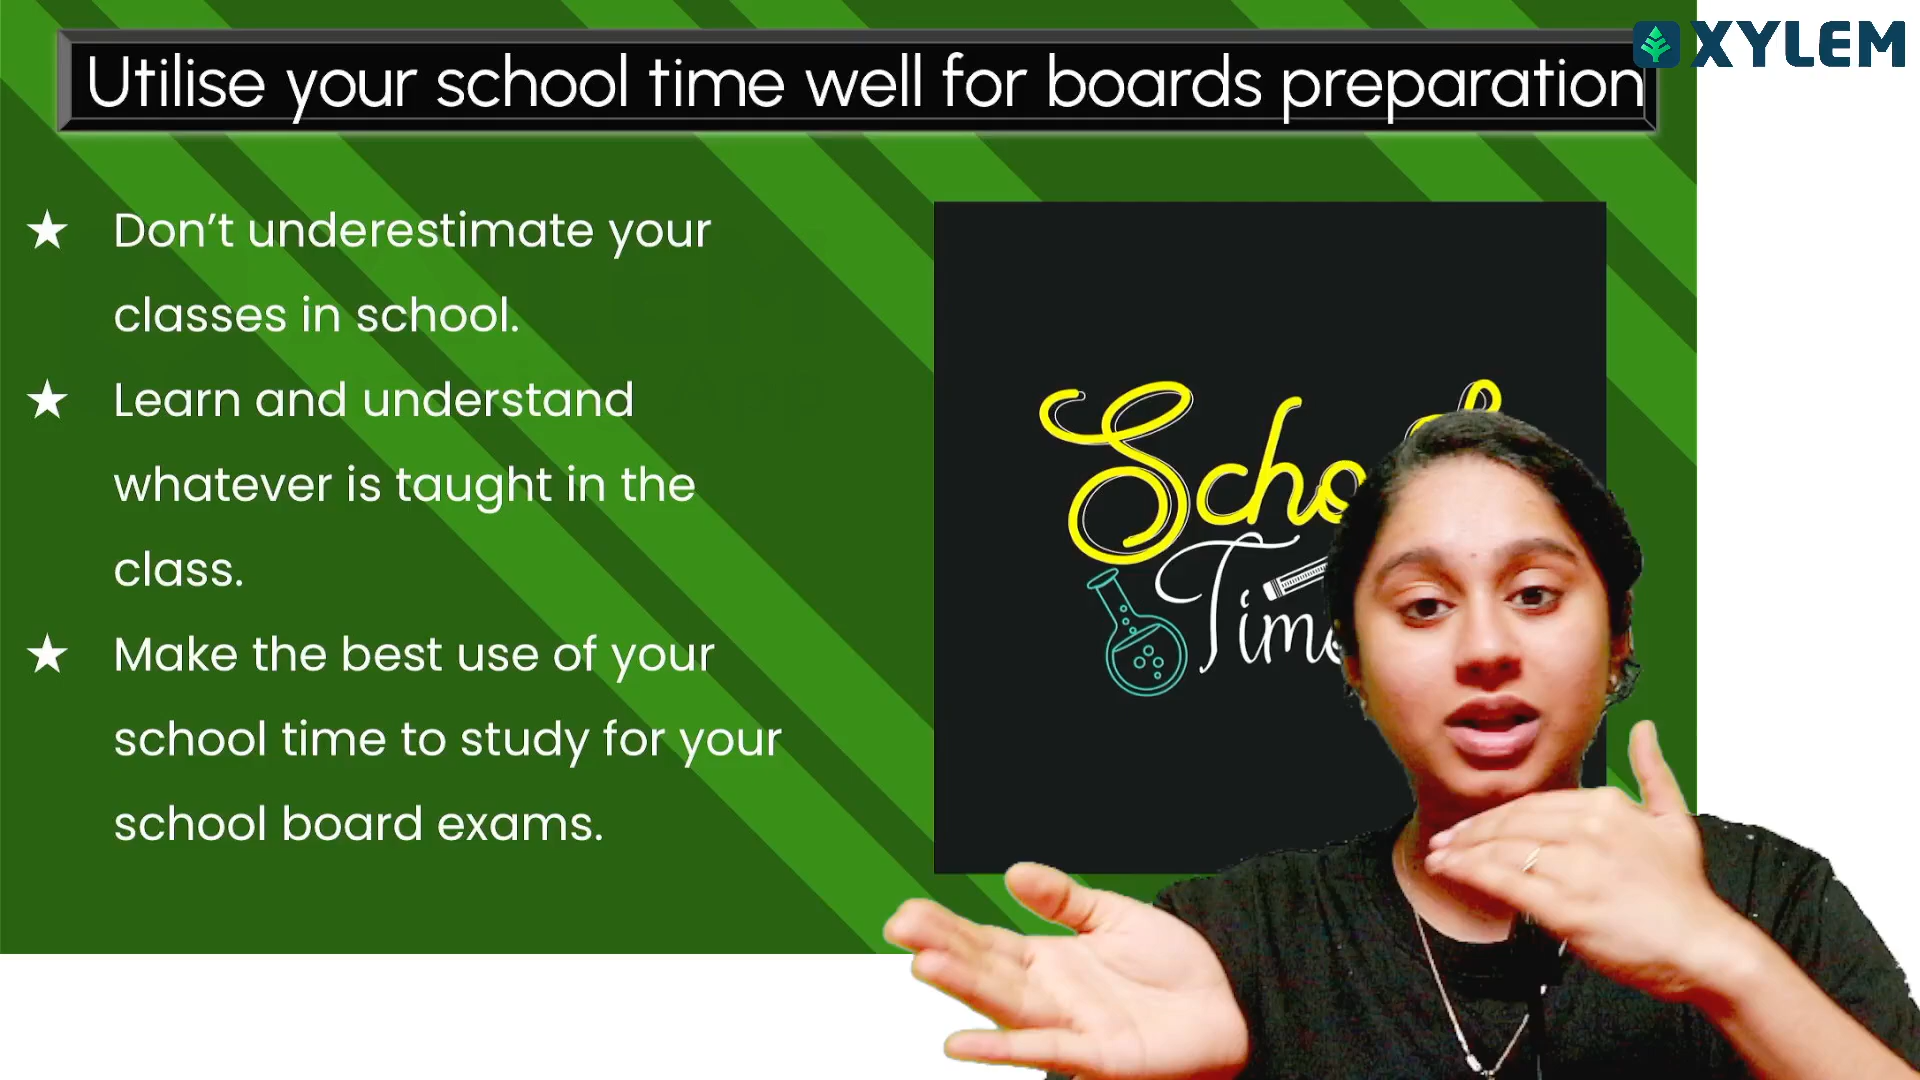 XYLEM
Utilise your school time well for boards preparation
★ Don’t underestimate your
classes in school.
★ Learn and understand
whatever is taught in the
class.
★ Make the best use of your
school time to study for your
school board exams.